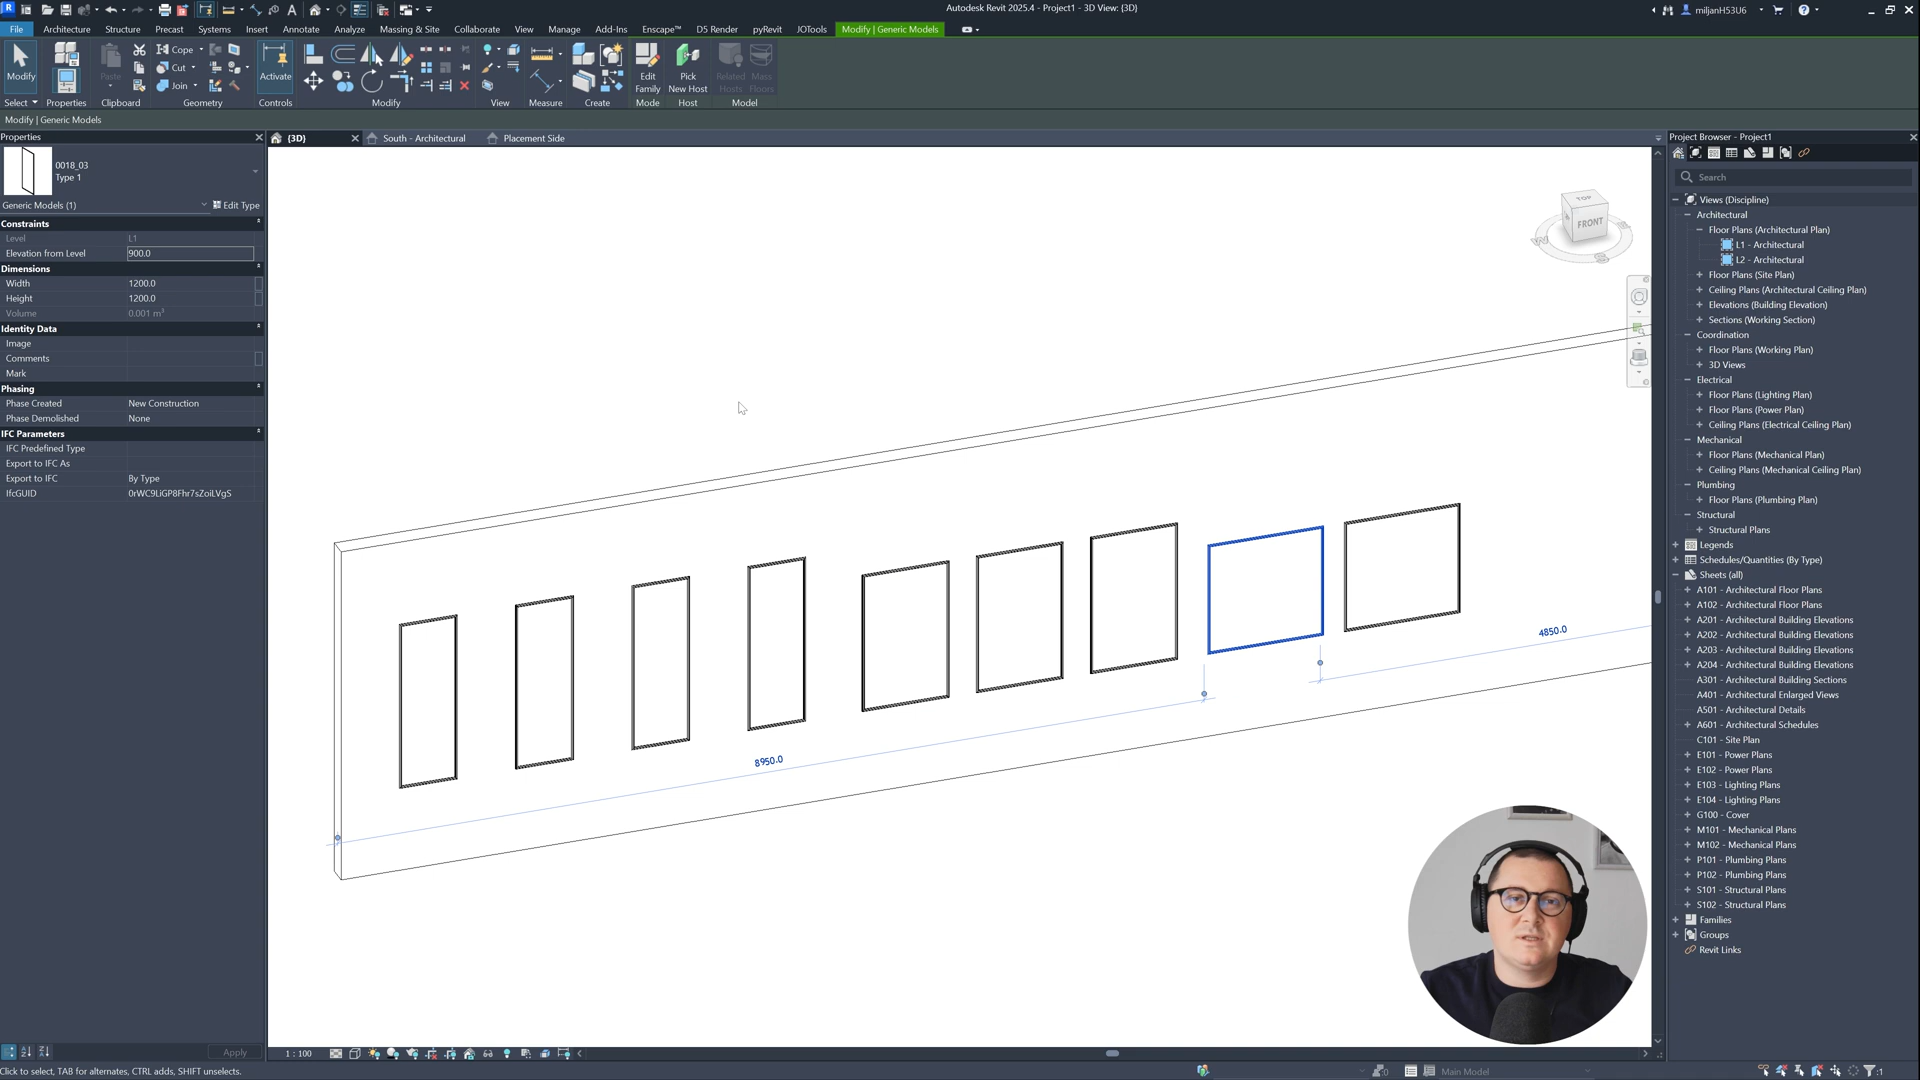 Autodesk Revit 2025.4 - Project1 - 3D View: {3D}
miljanH53U6
File
Architecture
Structure
Precast
Systems
Insert
Annotate
Analyze
Massing & Site
Collaborate
View
Manage
Add-Ins
Enscape™
D5 Render
pyRevit
JOTools
Modify | Generic Models
Modify
Select
Properties
Paste
Clipboard
Cope
Cut
Join
Geometry
Activate
Controls
Modify
View
Measure
Create
Edit
Family
Mode
Pick
New Host
Host
Related
Hosts
Mass
Floors
Model
Modify | Generic Models
Properties
0018_03
Type 1
Generic Models (1)
Edit Type
Constraints
Level L1
Elevation from Level 900.0
Dimensions
Width 1200.0
Height 1200.0
Volume 0.001 m³
Identity Data
Image
Comments
Mark
Phasing
Phase Created New Construction
Phase Demolished None
IFC Parameters
IFC Predefined Type
Export to IFC As
Export to IFC By Type
IfcGUID 0rWC9LiGP8Fhr7sZoiLVgS
Apply
{3D}
South - Architectural
Placement Side
TOP
FRONT
W
S
8950.0
4850.0
1 : 100
Project Browser - Project1
Search
Views (Discipline)
Architectural
Floor Plans (Architectural Plan)
L1 - Architectural
L2 - Architectural
Floor Plans (Site Plan)
Ceiling Plans (Architectural Ceiling Plan)
Elevations (Building Elevation)
Sections (Working Section)
Coordination
Floor Plans (Working Plan)
3D Views
Electrical
Floor Plans (Lighting Plan)
Floor Plans (Power Plan)
Ceiling Plans (Electrical Ceiling Plan)
Mechanical
Floor Plans (Mechanical Plan)
Ceiling Plans (Mechanical Ceiling Plan)
Plumbing
Floor Plans (Plumbing Plan)
Structural
Structural Plans
Legends
Schedules/Quantities (By Type)
Sheets (all)
A101 - Architectural Floor Plans
A102 - Architectural Floor Plans
A201 - Architectural Building Elevations
A202 - Architectural Building Elevations
A203 - Architectural Building Elevations
A204 - Architectural Building Elevations
A301 - Architectural Building Sections
A401 - Architectural Enlarged Views
A501 - Architectural Details
A601 - Architectural Schedules
C101 - Site Plan
E101 - Power Plans
E102 - Power Plans
E103 - Lighting Plans
E104 - Lighting Plans
G100 - Cover
M101 - Mechanical Plans
M102 - Mechanical Plans
P101 - Plumbing Plans
P102 - Plumbing Plans
S101 - Structural Plans
S102 - Structural Plans
Families
Groups
Revit Links
Click to select, TAB for alternates, CTRL adds, SHIFT unselects.
:0
Main Model
:1